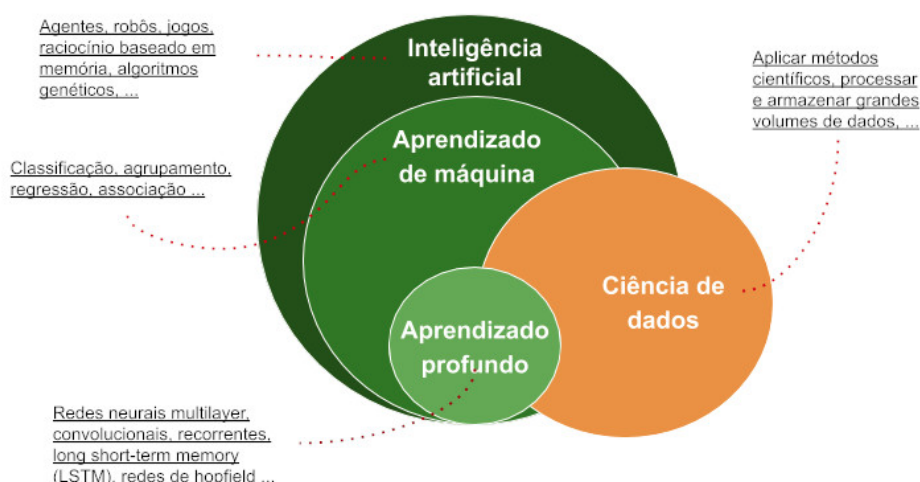 Agentes, robôs, jogos,
raciocínio baseado em
memória, algoritmos
genéticos, ...
Inteligência
artificial
Aplicar métodos
científicos, processar
e armazenar grandes
volumes de dados, ...
Aprendizado
de máquina
Classificação, agrupamento,
regressão, associação ...
Ciência de
dados
Aprendizado
profundo
Redes neurais multilayer,
convolucionais, recorrentes,
long short-term memory
(LSTM), redes de hopfield ...